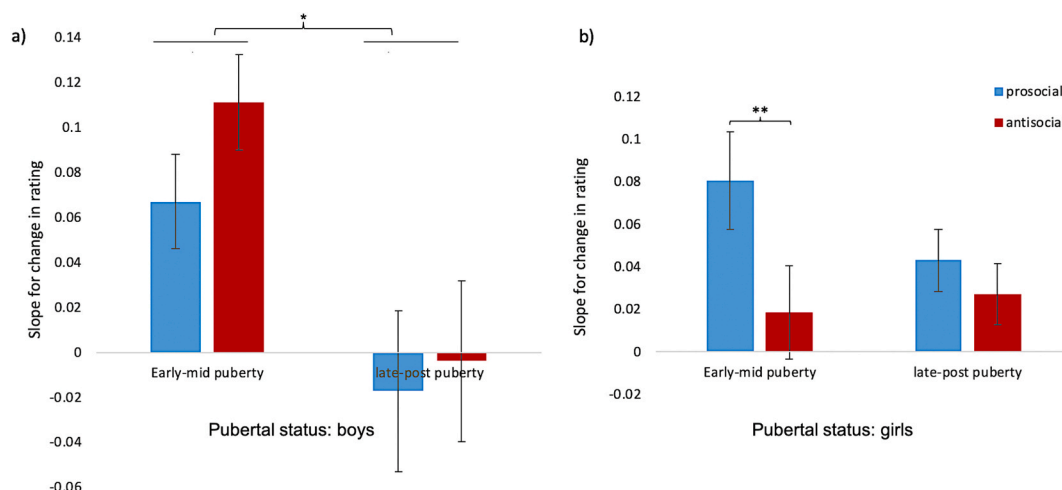 a)
*
0.14
0.12
0.1
0.08
0.06
0.04
0.02
0
-0.02
-0.04
-0.06
Slope for change in rating
Early-mid puberty
late-post puberty
Pubertal status: boys
b)
prosocial
antisocial
**
0.12
0.1
0.08
0.06
0.04
0.02
0
-0.02
Slope for change in rating
Early-mid puberty
late-post puberty
Pubertal status: girls